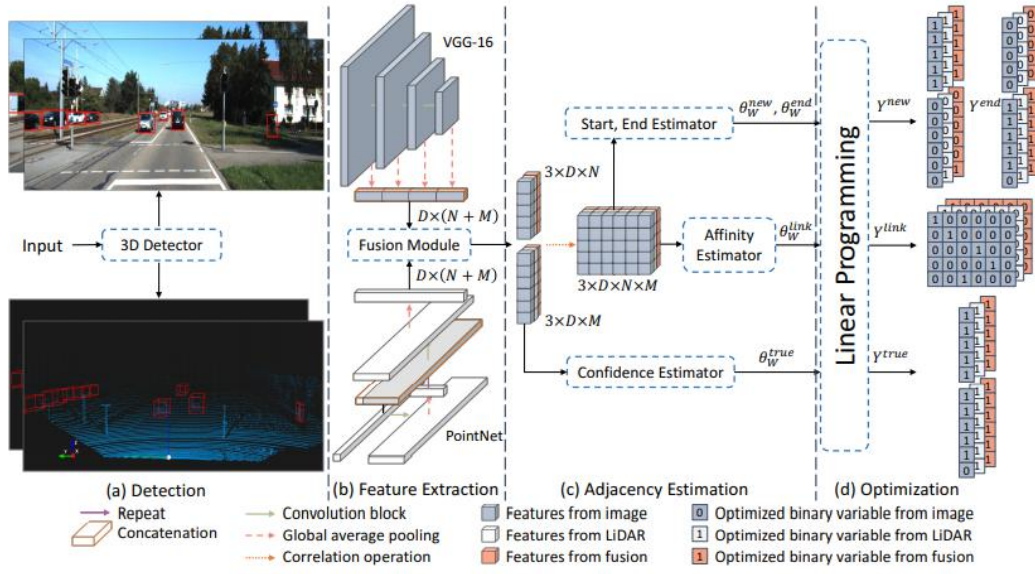 VGG-16
D×(N + M)
Fusion Module
D×(N + M)
PointNet
Input
3D Detector
3×D×N
3×D×M
3×D×N×M
Start, End Estimator
Affinity
Estimator
Confidence Estimator
θ_W^new, θ_W^end
θ_W^link
θ_W^true
Linear Programming
Y^new
Y^end
Y^link
Y^true
(a) Detection
(b) Feature Extraction
(c) Adjacency Estimation
(d) Optimization
Repeat
Concatenation
Convolution block
Global average pooling
Correlation operation
Features from image
Features from LiDAR
Features from fusion
0 Optimized binary variable from image
1 Optimized binary variable from LiDAR
1 Optimized binary variable from fusion